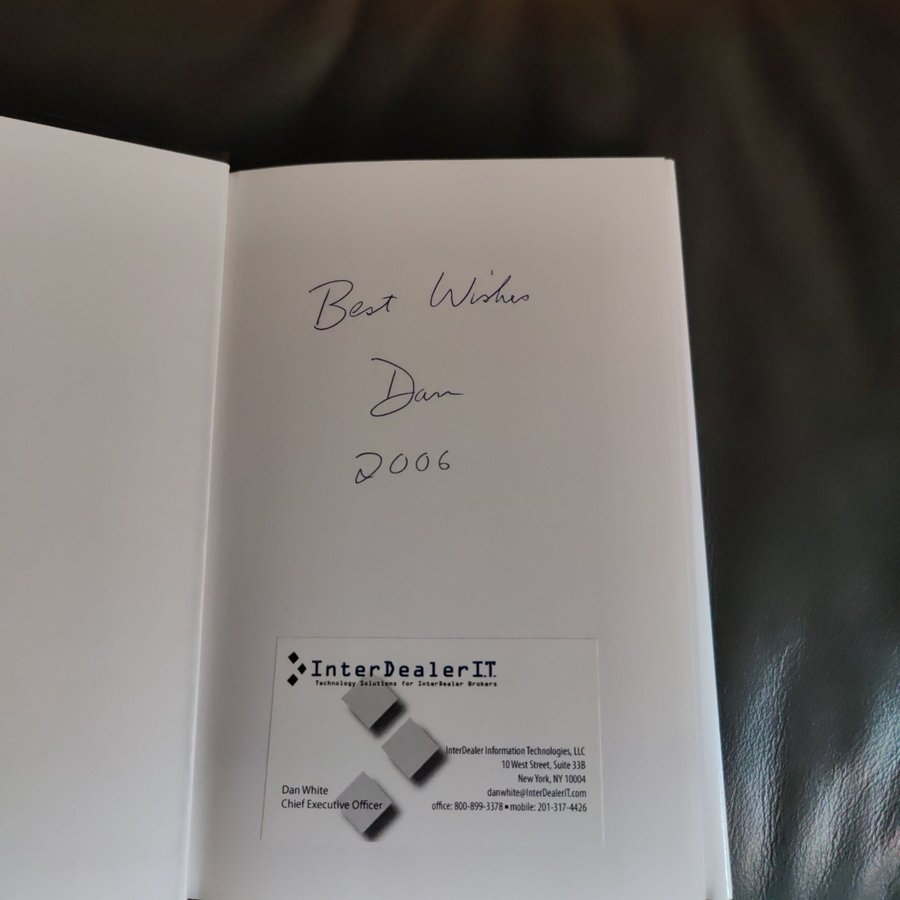 Best Wishes
Dan
2006
InterDealerI.T.
Technology Solutions for InterDealer Brokers
InterDealer Information Technologies, LLC
10 West Street, Suite 33B
New York, NY 10004
danwhite@InterDealerIT.com
office: 800-899-3378 • mobile: 201-317-4426
Dan White
Chief Executive Officer